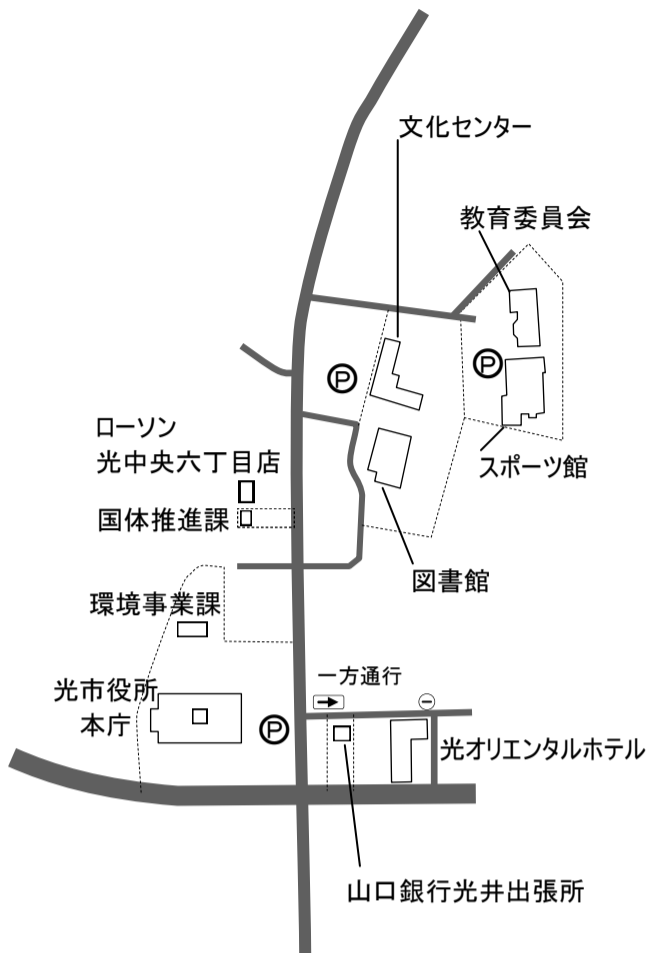 文化センター
教育委員会
Ⓟ
Ⓟ
ローソン
光中央六丁目店
スポーツ館
国体推進課
図書館
環境事業課
一方通行
光市役所
本庁
Ⓟ
光オリエンタルホテル
山口銀行光井出張所